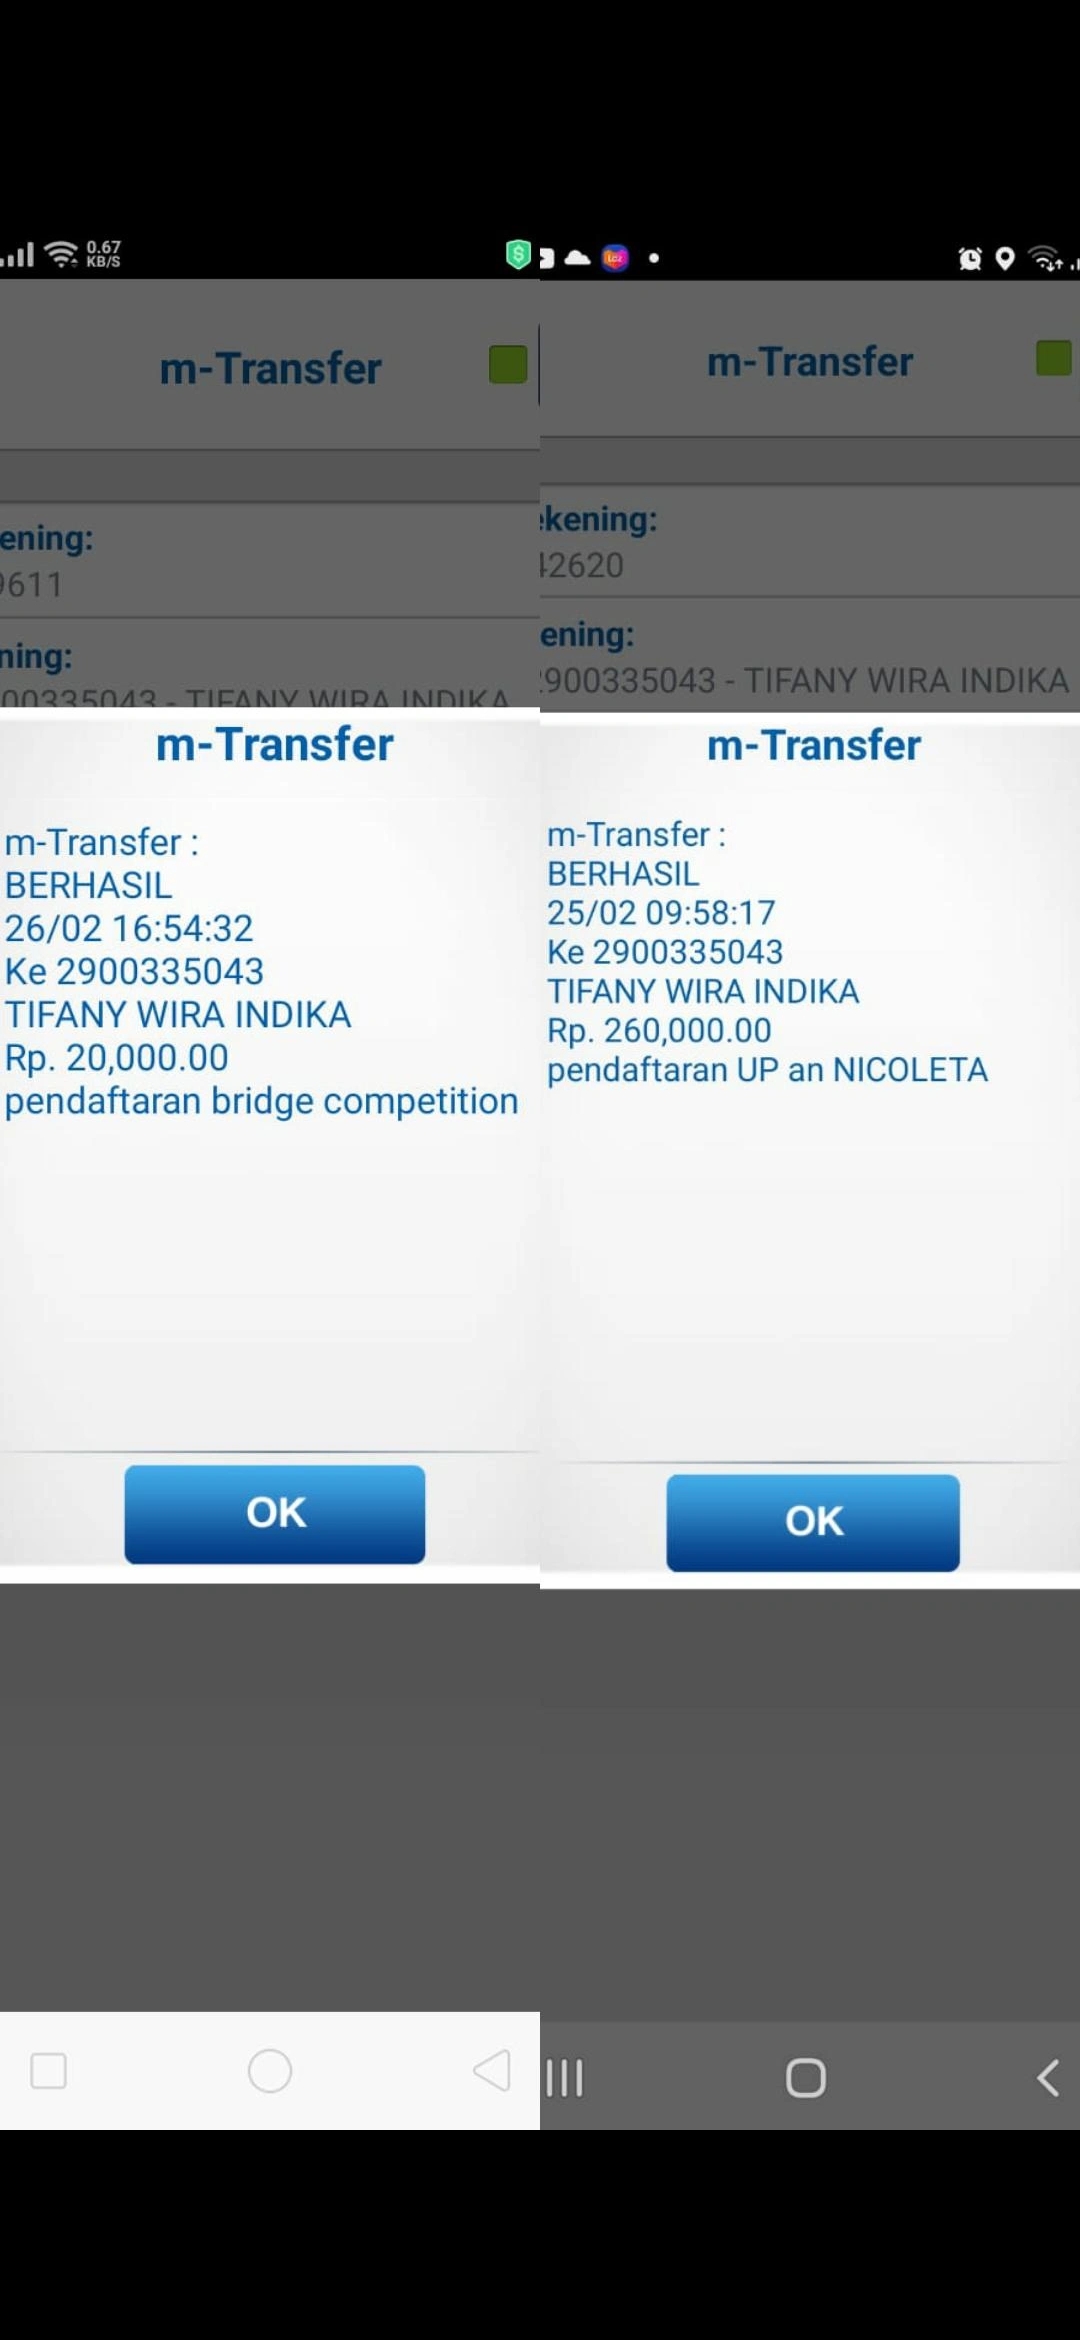 0.67
KB/S
m-Transfer
ening:
9611
ning:
00335043 - TIFANY WIRA INDIKA
m-Transfer
m-Transfer :
BERHASIL
26/02 16:54:32
Ke 2900335043
TIFANY WIRA INDIKA
Rp. 20,000.00
pendaftaran bridge competition
OK
m-Transfer
ekening:
42620
ening:
2900335043 - TIFANY WIRA INDIKA
m-Transfer
m-Transfer :
BERHASIL
25/02 09:58:17
Ke 2900335043
TIFANY WIRA INDIKA
Rp. 260,000.00
pendaftaran UP an NICOLETA
OK